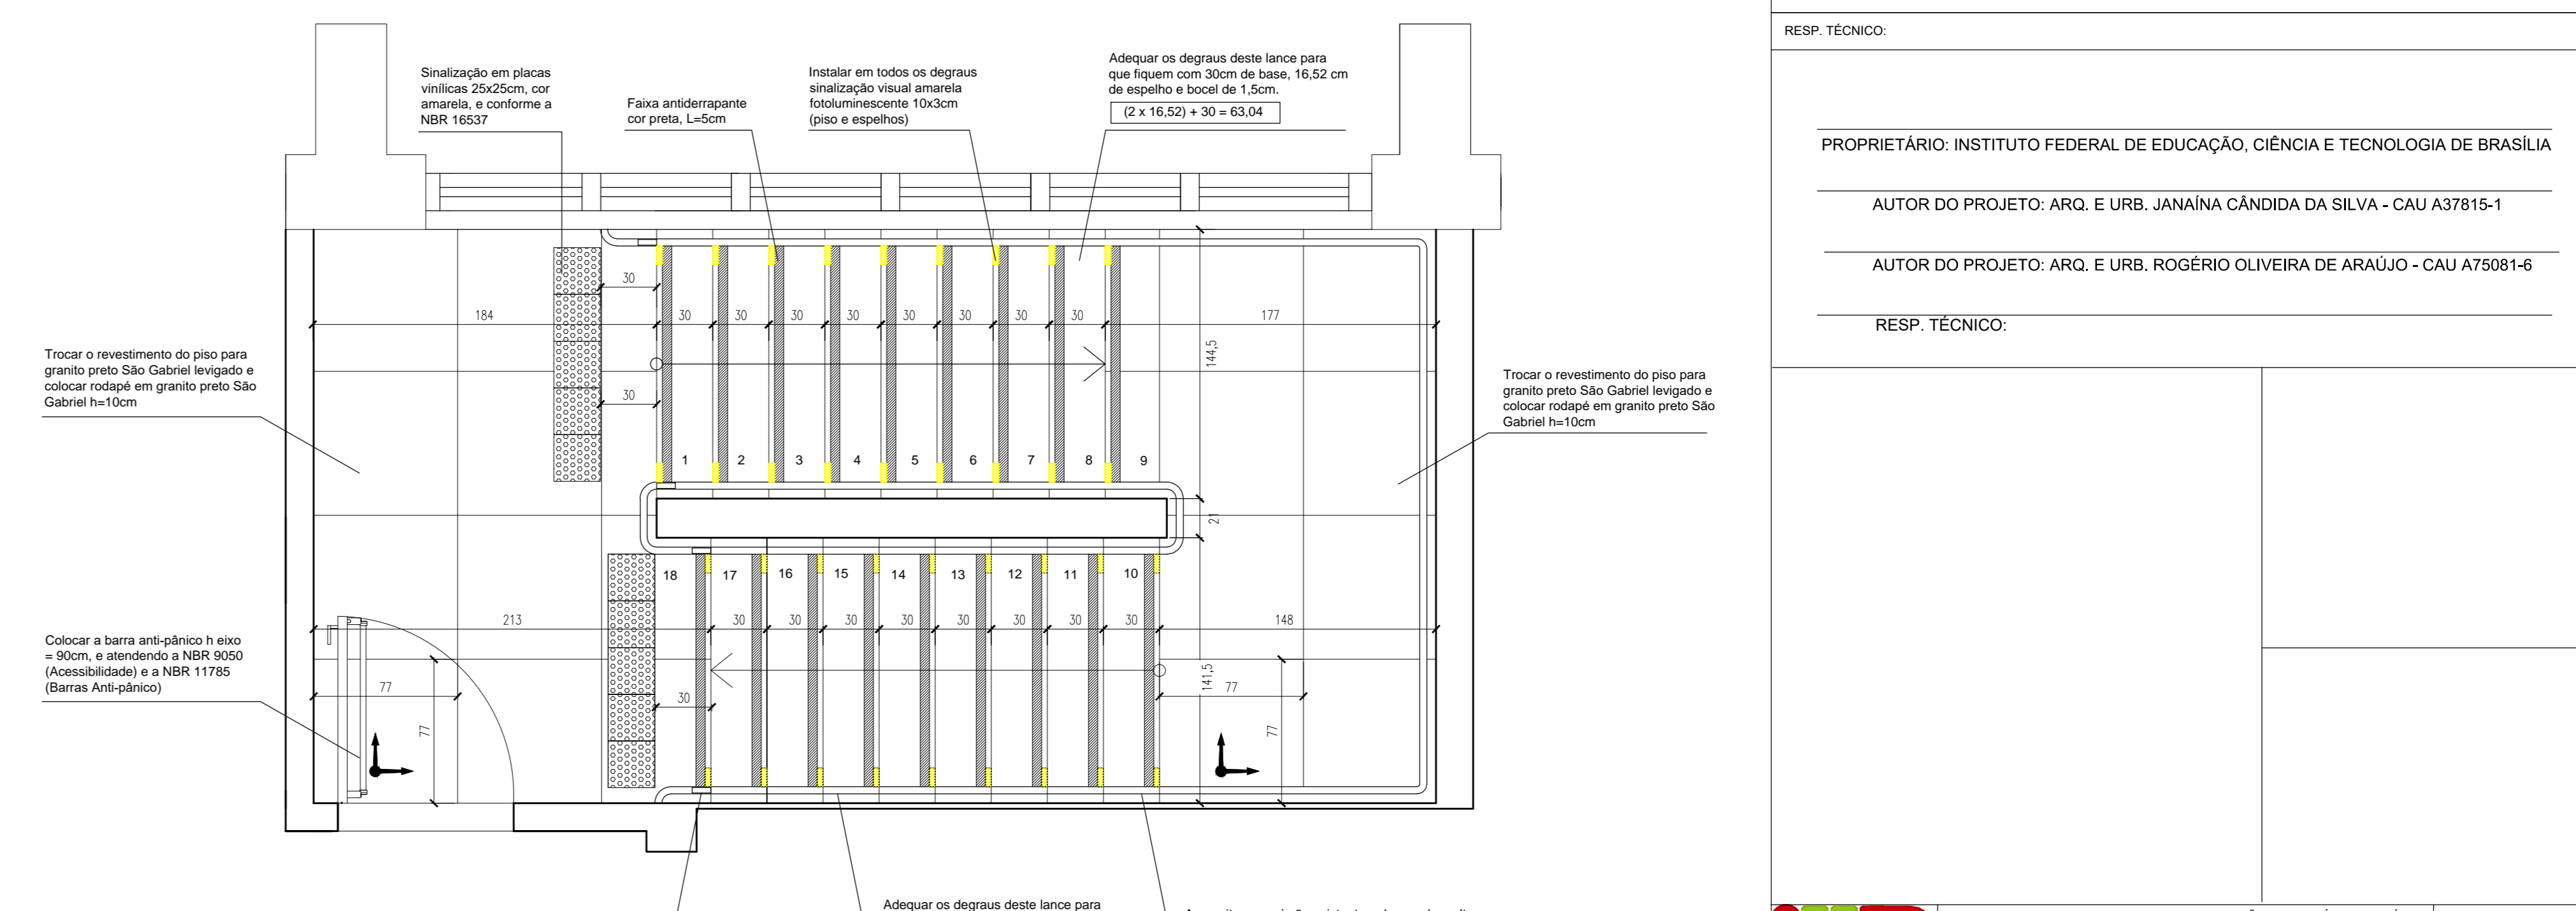 Sinalização em placas
vinílicas 25x25cm, cor
amarela, e conforme a
NBR 16537
Faixa antiderrapante
cor preta, L=5cm
Instalar em todos os degraus
sinalização visual amarela
fotoluminescente 10x3cm
(piso e espelhos)
Adequar os degraus deste lance para
que fiquem com 30cm de base, 16,52 cm
de espelho e bocel de 1,5cm.
(2 x 16,52) + 30 = 63,04
30
184
30
30
30
30
30
30
30
30
177
144,5
30
1
2
3
4
5
6
7
8
9
21
Trocar o revestimento do piso para
granito preto São Gabriel levigado e
colocar rodapé em granito preto São
Gabriel h=10cm
Trocar o revestimento do piso para
granito preto São Gabriel levigado e
colocar rodapé em granito preto São
Gabriel h=10cm
18
17
16
15
14
13
12
11
10
213
30
30
30
30
30
30
30
30
148
141,5
Colocar a barra anti-pânico h eixo
= 90cm, e atendendo a NBR 9050
(Acessibilidade) e a NBR 11785
(Barras Anti-pânico)
77
77
30
77
77
Adequar os degraus deste lance para
RESP. TÉCNICO:
PROPRIETÁRIO: INSTITUTO FEDERAL DE EDUCAÇÃO, CIÊNCIA E TECNOLOGIA DE BRASÍLIA
AUTOR DO PROJETO: ARQ. E URB. JANAÍNA CÂNDIDA DA SILVA - CAU A37815-1
AUTOR DO PROJETO: ARQ. E URB. ROGÉRIO OLIVEIRA DE ARAÚJO - CAU A75081-6
RESP. TÉCNICO: